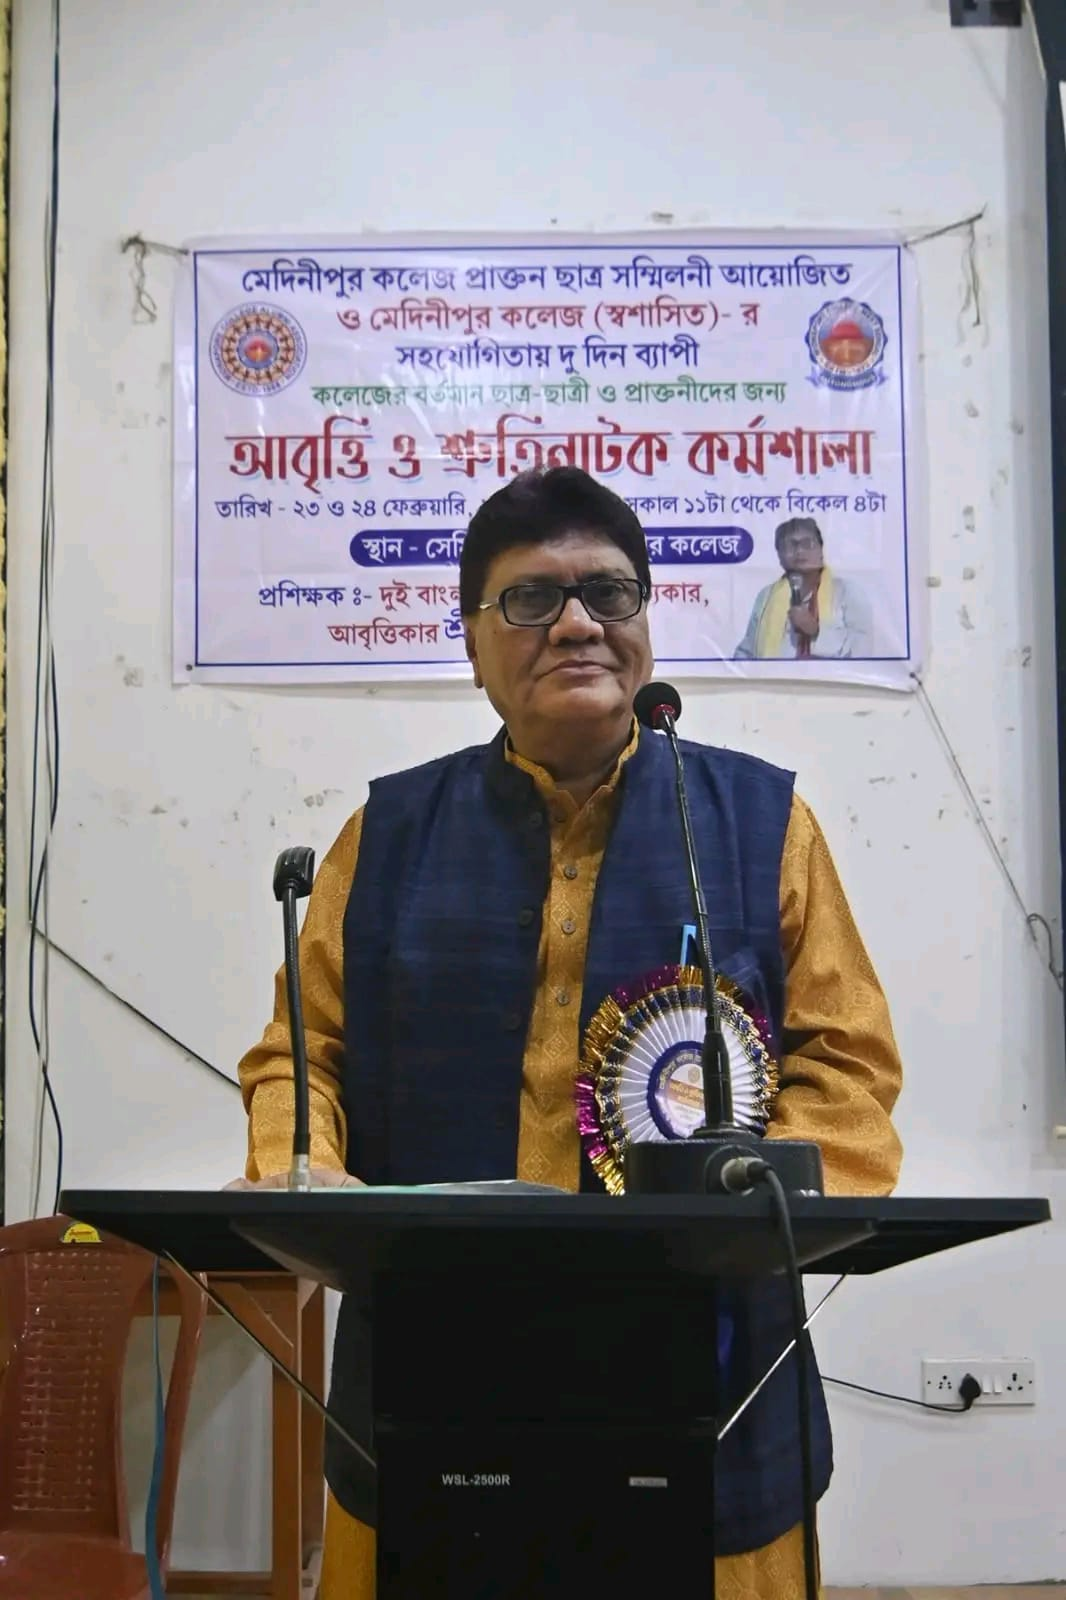 মেদিনীপুর কলেজ প্রাক্তন ছাত্র সম্মিলনী আয়োজিত
ও মেদিনীপুর কলেজ (স্বশাসিত)- র
সহযোগিতায় দু দিন ব্যাপী
কলেজের বর্তমান ছাত্র-ছাত্রী ও প্রাক্তনীদের জন্য
আবৃত্তি ও শ্রুতিনাটক কর্মশালা
তারিখ - ২৩ ও ২৪ ফেব্রুয়ারি, সকাল ১১টা থেকে বিকেল ৪টা
স্থান - কলেজ
প্রশিক্ষক ঃ- দুই
আবৃত্তিকার
WSL-2500R